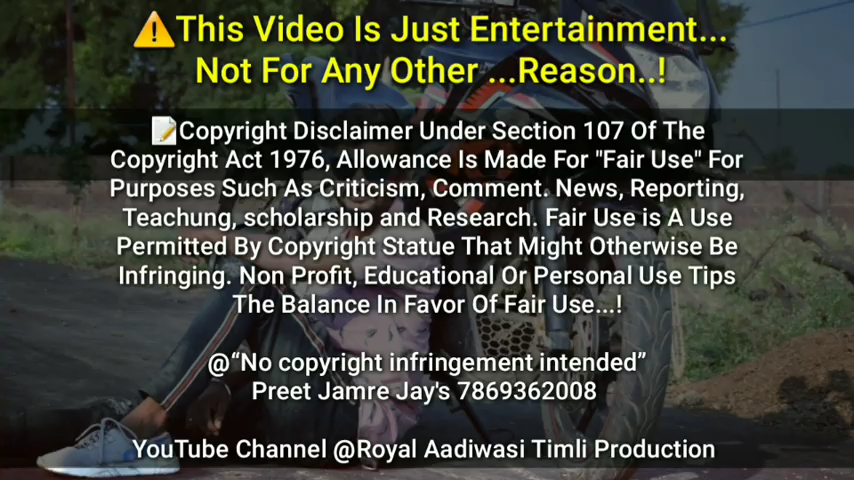 ⚠️This Video Is Just Entertainment...
Not For Any Other ...Reason..!
📝Copyright Disclaimer Under Section 107 Of The
Copyright Act 1976, Allowance Is Made For "Fair Use" For
Purposes Such As Criticism, Comment. News, Reporting,
Teachung, scholarship and Research. Fair Use is A Use
Permitted By Copyright Statue That Might Otherwise Be
Infringing. Non Profit, Educational Or Personal Use Tips
The Balance In Favor Of Fair Use...!
@“No copyright infringement intended”
Preet Jamre Jay's 7869362008
YouTube Channel @Royal Aadiwasi Timli Production